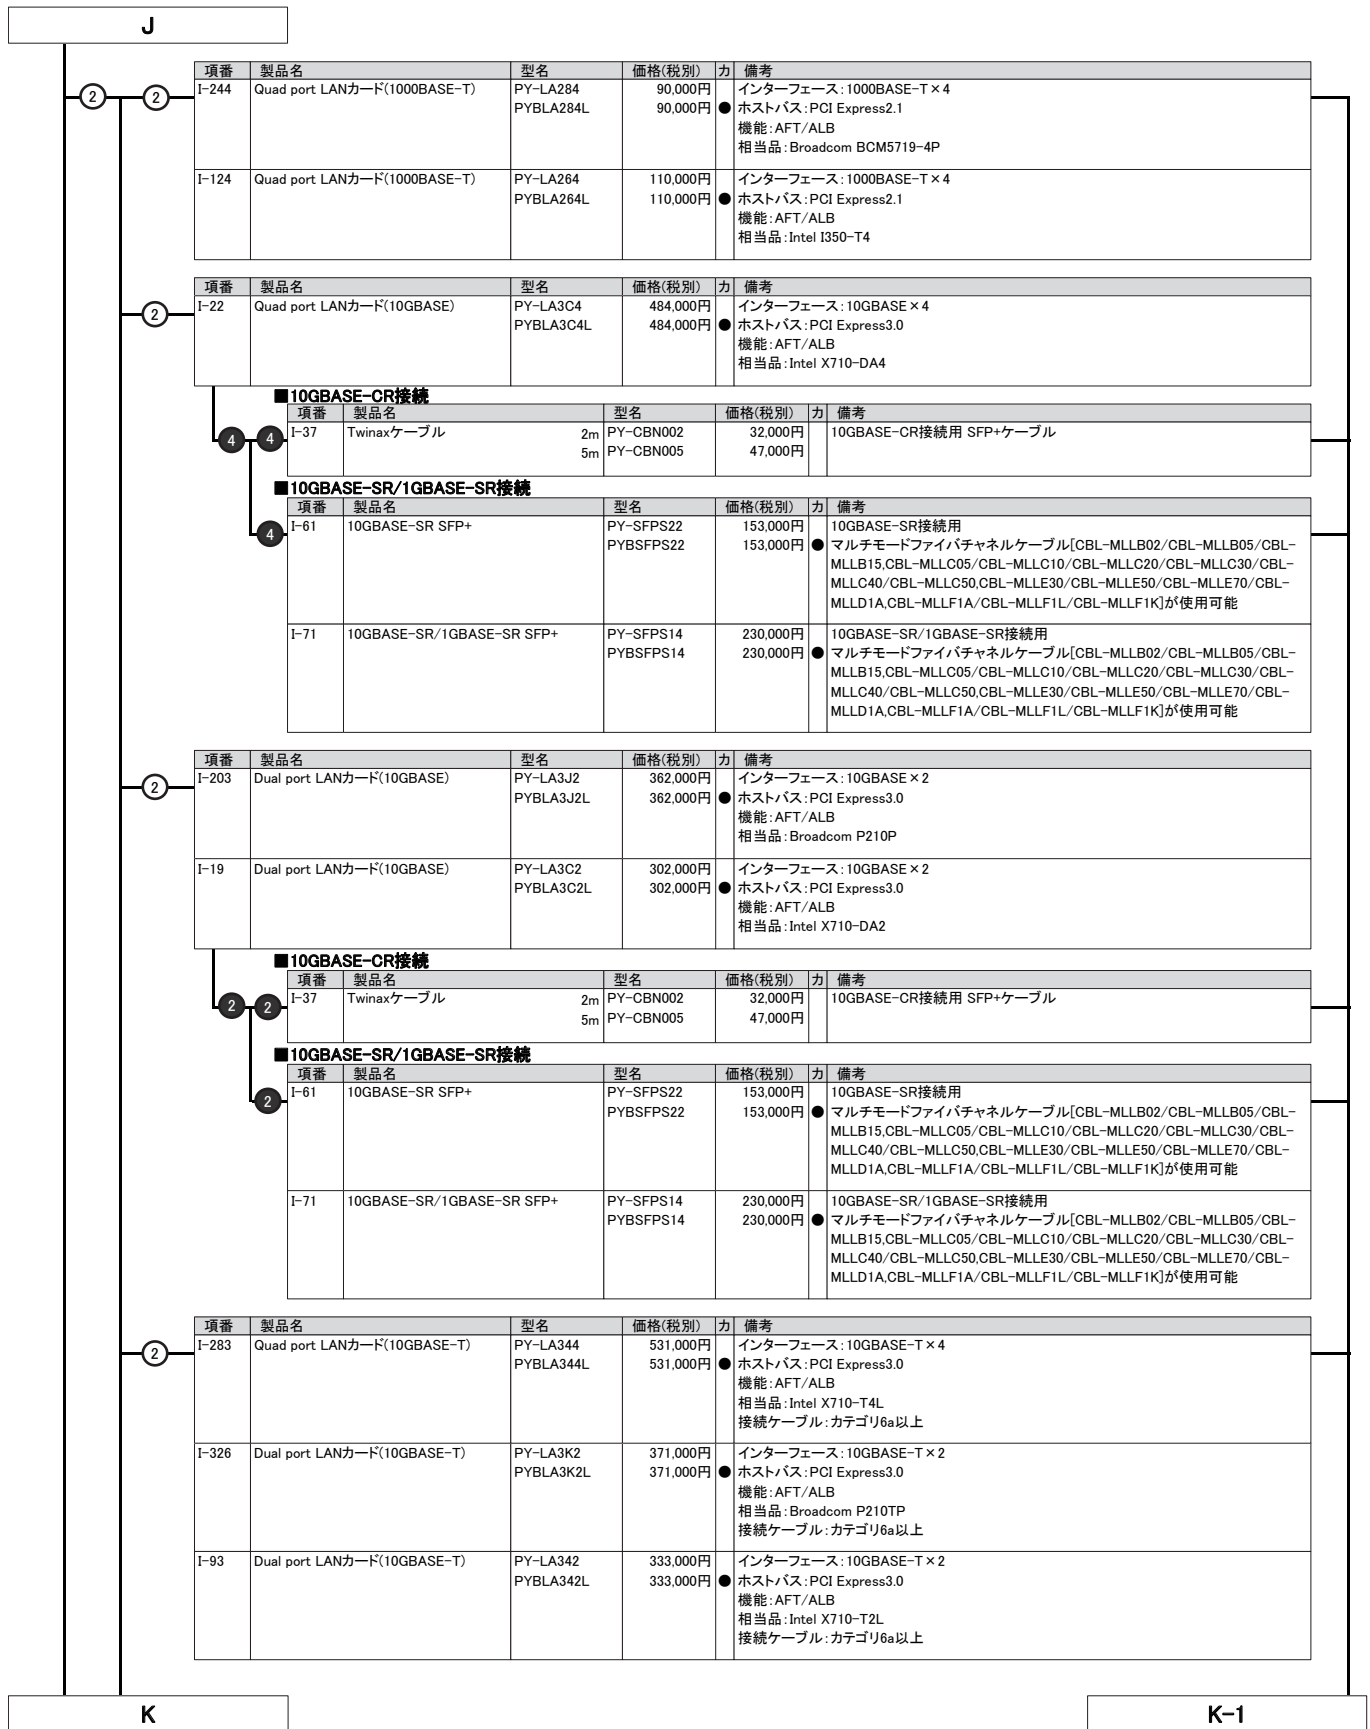 J
項番 製品名 型名 価格(税別) カ 備考
② ② I-244 Quad port LANカード(1000BASE-T) PY-LA284 90,000円 インターフェース:1000BASE-T×4
PYBLA284L 90,000円 ● ホストバス:PCI Express2.1
機能:AFT/ALB
相当品:Broadcom BCM5719-4P
I-124 Quad port LANカード(1000BASE-T) PY-LA264 110,000円 インターフェース:1000BASE-T×4
PYBLA264L 110,000円 ● ホストバス:PCI Express2.1
機能:AFT/ALB
相当品:Intel I350-T4
項番 製品名 型名 価格(税別) カ 備考
② I-22 Quad port LANカード(10GBASE) PY-LA3C4 484,000円 インターフェース:10GBASE×4
PYBLA3C4L 484,000円 ● ホストバス:PCI Express3.0
機能:AFT/ALB
相当品:Intel X710-DA4
■10GBASE-CR接続
項番 製品名 型名 価格(税別) カ 備考
4 4 I-37 Twinaxケーブル 2m PY-CBN002 32,000円 10GBASE-CR接続用 SFP+ケーブル
5m PY-CBN005 47,000円
■10GBASE-SR/1GBASE-SR接続
項番 製品名 型名 価格(税別) カ 備考
4 I-61 10GBASE-SR SFP+ PY-SFPS22 153,000円 10GBASE-SR接続用
PYBSFPS22 153,000円 ● マルチモードファイバチャネルケーブル[CBL-MLLB02/CBL-MLLB05/CBL-
MLLB15,CBL-MLLC05/CBL-MLLC10/CBL-MLLC20/CBL-MLLC30/CBL-
MLLC40/CBL-MLLC50,CBL-MLLE30/CBL-MLLE50/CBL-MLLE70/CBL-
MLLD1A,CBL-MLLF1A/CBL-MLLF1L/CBL-MLLF1K]が使用可能
I-71 10GBASE-SR/1GBASE-SR SFP+ PY-SFPS14 230,000円 10GBASE-SR/1GBASE-SR接続用
PYBSFPS14 230,000円 ● マルチモードファイバチャネルケーブル[CBL-MLLB02/CBL-MLLB05/CBL-
MLLB15,CBL-MLLC05/CBL-MLLC10/CBL-MLLC20/CBL-MLLC30/CBL-
MLLC40/CBL-MLLC50,CBL-MLLE30/CBL-MLLE50/CBL-MLLE70/CBL-
MLLD1A,CBL-MLLF1A/CBL-MLLF1L/CBL-MLLF1K]が使用可能
項番 製品名 型名 価格(税別) カ 備考
② I-203 Dual port LANカード(10GBASE) PY-LA3J2 362,000円 インターフェース:10GBASE×2
PYBLA3J2L 362,000円 ● ホストバス:PCI Express3.0
機能:AFT/ALB
相当品:Broadcom P210P
I-19 Dual port LANカード(10GBASE) PY-LA3C2 302,000円 インターフェース:10GBASE×2
PYBLA3C2L 302,000円 ● ホストバス:PCI Express3.0
機能:AFT/ALB
相当品:Intel X710-DA2
■10GBASE-CR接続
項番 製品名 型名 価格(税別) カ 備考
2 2 I-37 Twinaxケーブル 2m PY-CBN002 32,000円 10GBASE-CR接続用 SFP+ケーブル
5m PY-CBN005 47,000円
■10GBASE-SR/1GBASE-SR接続
項番 製品名 型名 価格(税別) カ 備考
2 I-61 10GBASE-SR SFP+ PY-SFPS22 153,000円 10GBASE-SR接続用
PYBSFPS22 153,000円 ● マルチモードファイバチャネルケーブル[CBL-MLLB02/CBL-MLLB05/CBL-
MLLB15,CBL-MLLC05/CBL-MLLC10/CBL-MLLC20/CBL-MLLC30/CBL-
MLLC40/CBL-MLLC50,CBL-MLLE30/CBL-MLLE50/CBL-MLLE70/CBL-
MLLD1A,CBL-MLLF1A/CBL-MLLF1L/CBL-MLLF1K]が使用可能
I-71 10GBASE-SR/1GBASE-SR SFP+ PY-SFPS14 230,000円 10GBASE-SR/1GBASE-SR接続用
PYBSFPS14 230,000円 ● マルチモードファイバチャネルケーブル[CBL-MLLB02/CBL-MLLB05/CBL-
MLLB15,CBL-MLLC05/CBL-MLLC10/CBL-MLLC20/CBL-MLLC30/CBL-
MLLC40/CBL-MLLC50,CBL-MLLE30/CBL-MLLE50/CBL-MLLE70/CBL-
MLLD1A,CBL-MLLF1A/CBL-MLLF1L/CBL-MLLF1K]が使用可能
項番 製品名 型名 価格(税別) カ 備考
② I-283 Quad port LANカード(10GBASE-T) PY-LA344 531,000円 インターフェース:10GBASE-T×4
PYBLA344L 531,000円 ● ホストバス:PCI Express3.0
機能:AFT/ALB
相当品:Intel X710-T4L
接続ケーブル:カテゴリ6a以上
I-326 Dual port LANカード(10GBASE-T) PY-LA3K2 371,000円 インターフェース:10GBASE-T×2
PYBLA3K2L 371,000円 ● ホストバス:PCI Express3.0
機能:AFT/ALB
相当品:Broadcom P210TP
接続ケーブル:カテゴリ6a以上
I-93 Dual port LANカード(10GBASE-T) PY-LA342 333,000円 インターフェース:10GBASE-T×2
PYBLA342L 333,000円 ● ホストバス:PCI Express3.0
機能:AFT/ALB
相当品:Intel X710-T2L
接続ケーブル:カテゴリ6a以上
K K-1